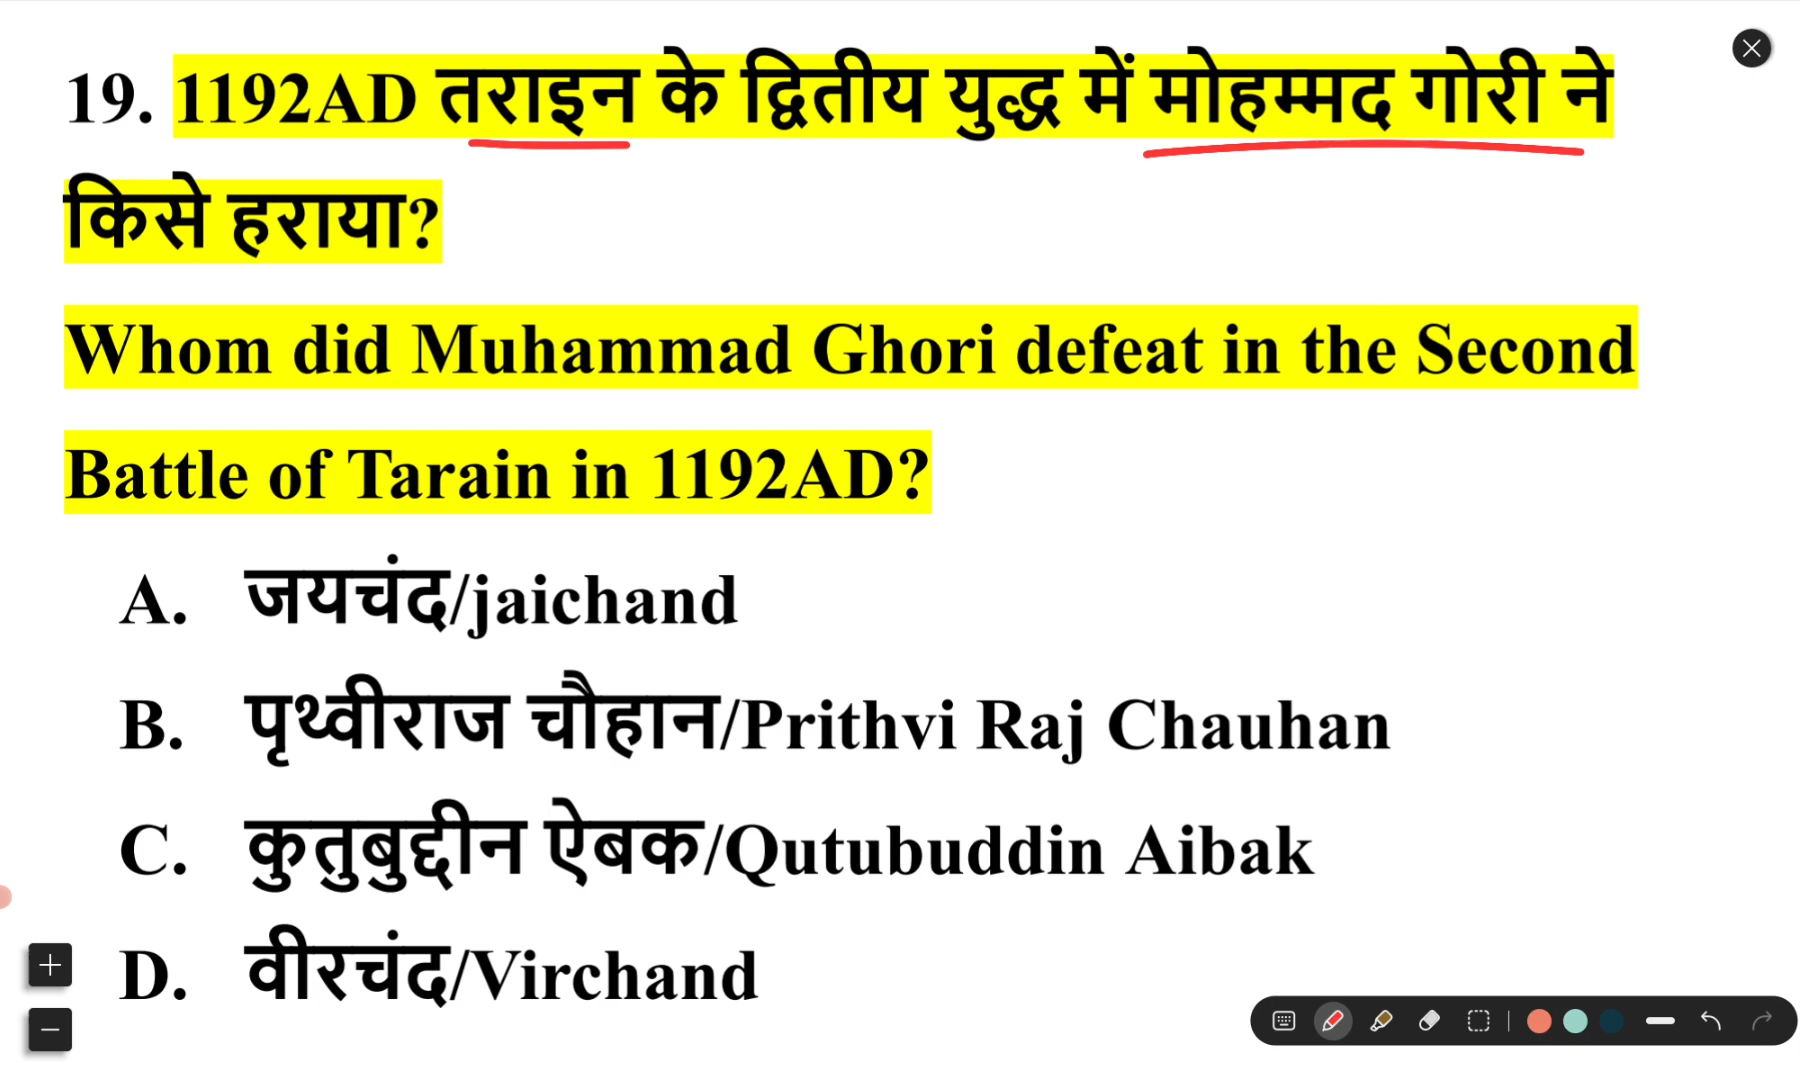 19. 1192AD तराइन के द्वितीय युद्ध में मोहम्मद गोरी ने
किसे हराया?
Whom did Muhammad Ghori defeat in the Second
Battle of Tarain in 1192AD?
A. जयचंद/jaichand
B. पृथ्वीराज चौहान/Prithvi Raj Chauhan
C. कुतुबुद्दीन ऐबक/Qutubuddin Aibak
D. वीरचंद/Virchand